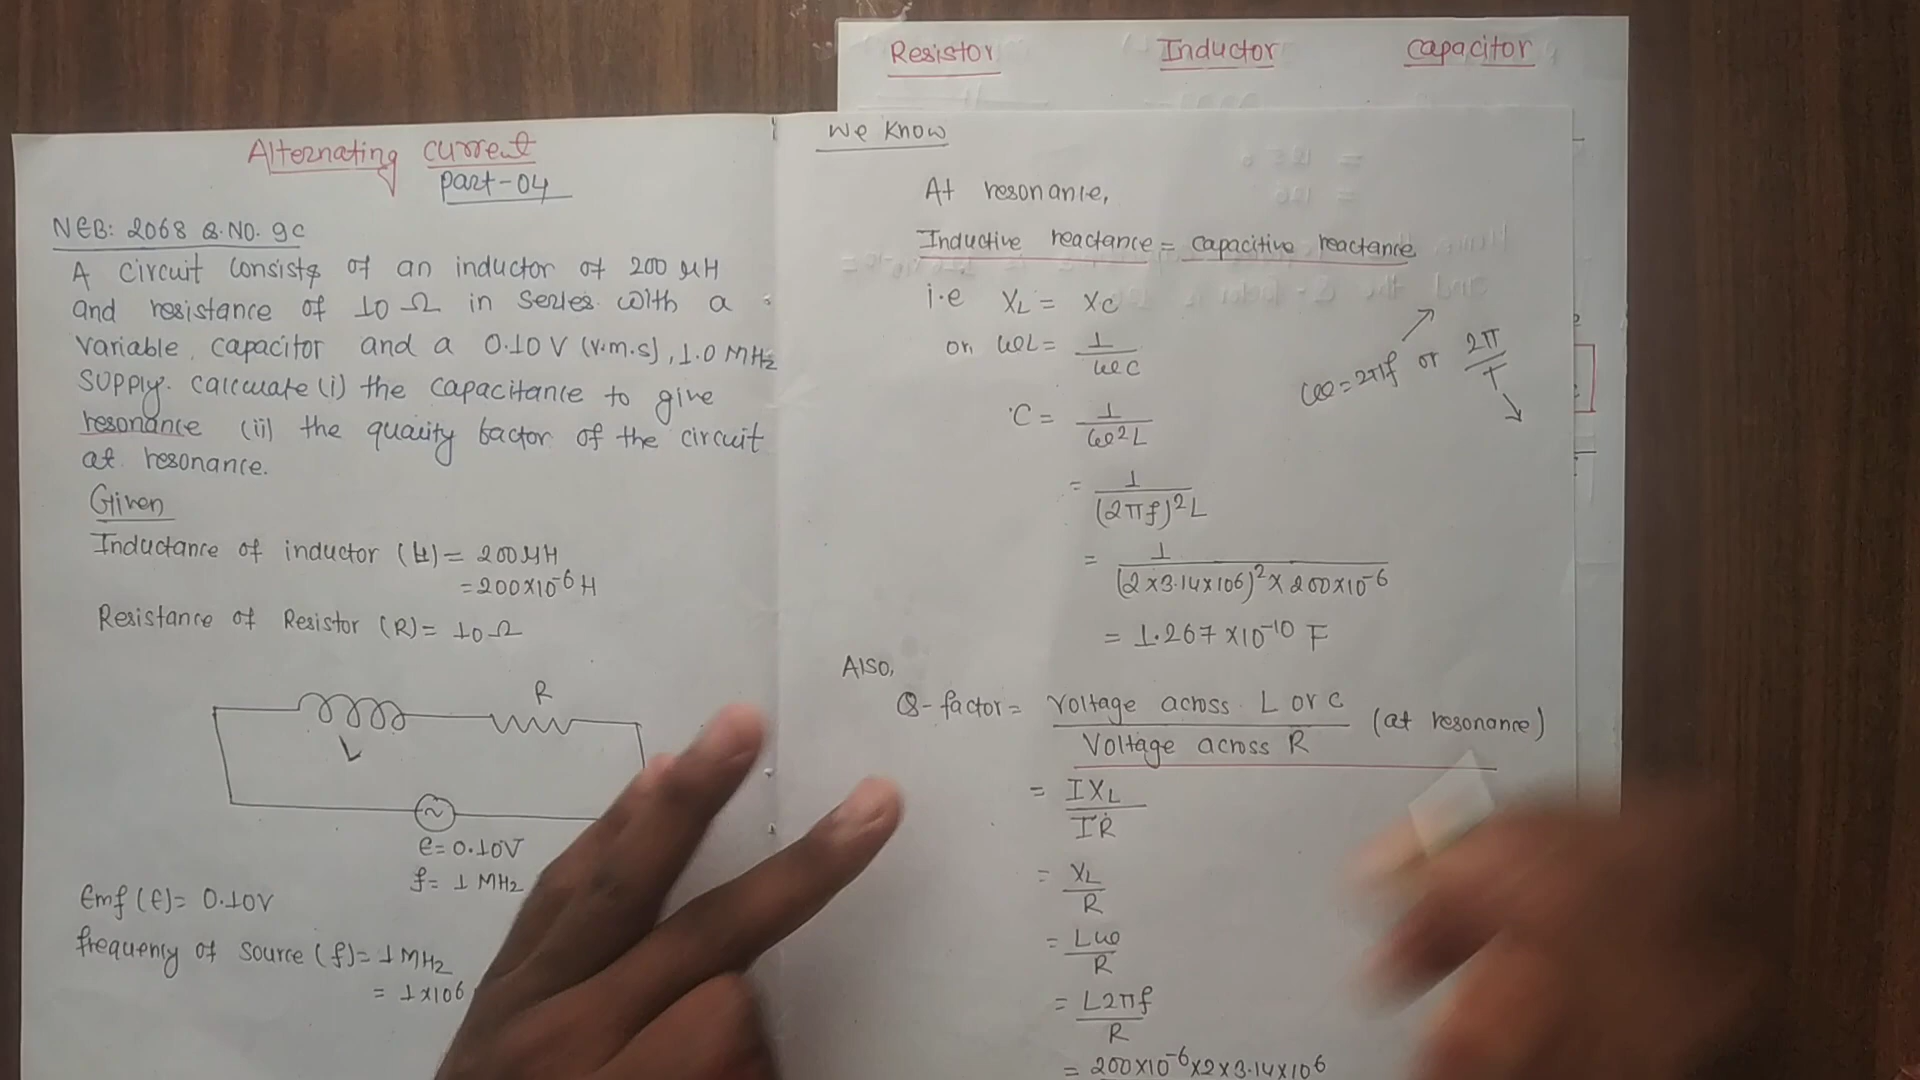 Resistor Inductor capacitor
Alternating current
part-04
NEB: 2068 Q.NO. 9c
A circuit consists of an inductor of 200 μH
and resistance of 10 Ω in series with a
variable capacitor and a 0.10 V (r.m.s), 1.0 MHz
supply. calculate (i) the capacitance to give
resonance (ii) the quality factor of the circuit
at resonance.
Given
Inductance of inductor (L) = 200 μH
= 200×10-6 H
Resistance of Resistor (R) = 10 Ω
R
L
E = 0.10V
f = 1 MHz
Emf (E) = 0.10V
frequency of source (f) = 1 MHz
= 1×106
We know
At resonance,
Inductive reactance = capacitive reactance
i.e XL = Xc
or, ωL = 1/ωC
ω = 2πf or 2π/T
C = 1/ω2L
= 1/(2πf)2L
= 1/(2×3.14×106)2×200×10-6
= 1.267×10-10 F
Also,
Q-factor = Voltage across L or C / Voltage across R (at resonance)
= IXL/IR
= XL/R
= Lω/R
= L2πf/R
= 200×10-6×2×3.14×106